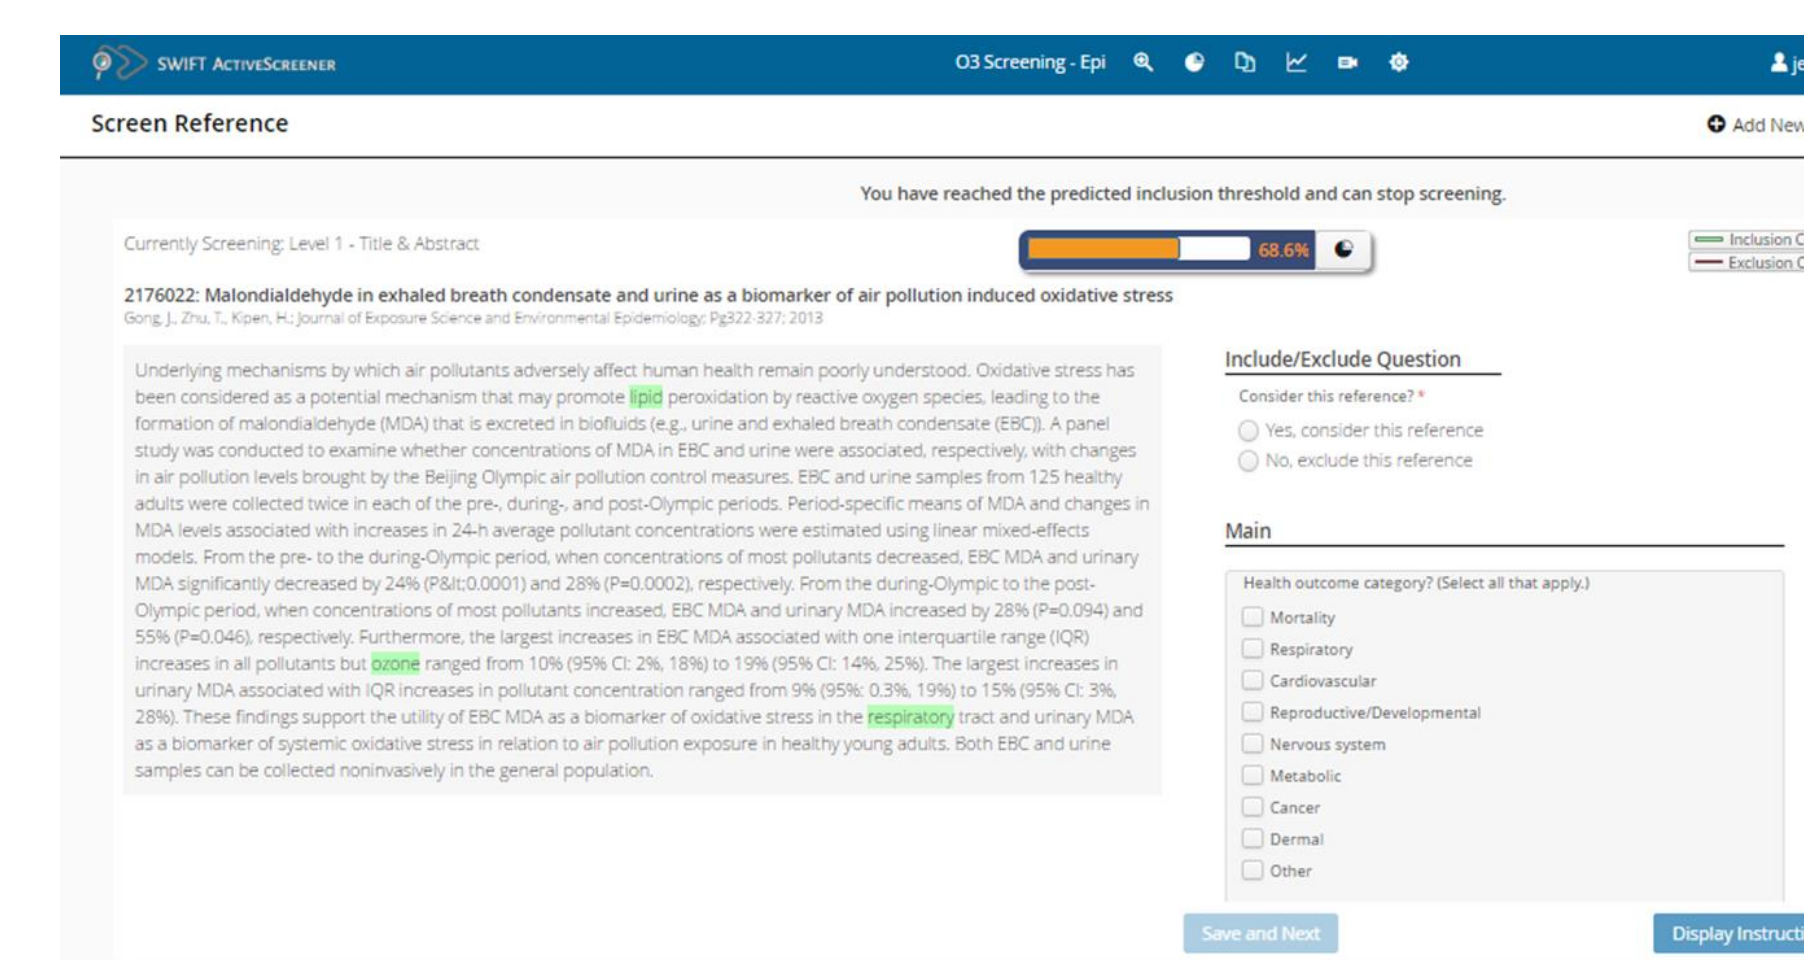 SWIFT ACTIVESCREENER
O3 Screening - Epi
je
Screen Reference
Add New
You have reached the predicted inclusion threshold and can stop screening.
Currently Screening: Level 1 - Title & Abstract
68.6%
Inclusion C
Exclusion C
2176022: Malondialdehyde in exhaled breath condensate and urine as a biomarker of air pollution induced oxidative stress
Gong, J., Zhu, T., Kipen, H.; Journal of Exposure Science and Environmental Epidemiology; Pg322-327; 2013
Underlying mechanisms by which air pollutants adversely affect human health remain poorly understood. Oxidative stress has
been considered as a potential mechanism that may promote lipid peroxidation by reactive oxygen species, leading to the
formation of malondialdehyde (MDA) that is excreted in biofluids (e.g., urine and exhaled breath condensate (EBC)). A panel
study was conducted to examine whether concentrations of MDA in EBC and urine were associated, respectively, with changes
in air pollution levels brought by the Beijing Olympic air pollution control measures. EBC and urine samples from 125 healthy
adults were collected twice in each of the pre-, during-, and post-Olympic periods. Period-specific means of MDA and changes in
MDA levels associated with increases in 24-h average pollutant concentrations were estimated using linear mixed-effects
models. From the pre- to the during-Olympic period, when concentrations of most pollutants decreased, EBC MDA and urinary
MDA significantly decreased by 24% (P&lt;0.0001) and 28% (P=0.0002), respectively. From the during-Olympic to the post-
Olympic period, when concentrations of most pollutants increased, EBC MDA and urinary MDA increased by 28% (P=0.094) and
55% (P=0.046), respectively. Furthermore, the largest increases in EBC MDA associated with one interquartile range (IQR)
increases in all pollutants but ozone ranged from 10% (95% CI: 2%, 18%) to 19% (95% CI: 14%, 25%). The largest increases in
urinary MDA associated with IQR increases in pollutant concentration ranged from 9% (95%: 0.3%, 19%) to 15% (95% CI: 3%,
28%). These findings support the utility of EBC MDA as a biomarker of oxidative stress in the respiratory tract and urinary MDA
as a biomarker of systemic oxidative stress in relation to air pollution exposure in healthy young adults. Both EBC and urine
samples can be collected noninvasively in the general population.
Include/Exclude Question
Consider this reference? *
Yes, consider this reference
No, exclude this reference
Main
Health outcome category? (Select all that apply.)
Mortality
Respiratory
Cardiovascular
Reproductive/Developmental
Nervous system
Metabolic
Cancer
Dermal
Other
Save and Next
Display Instructi